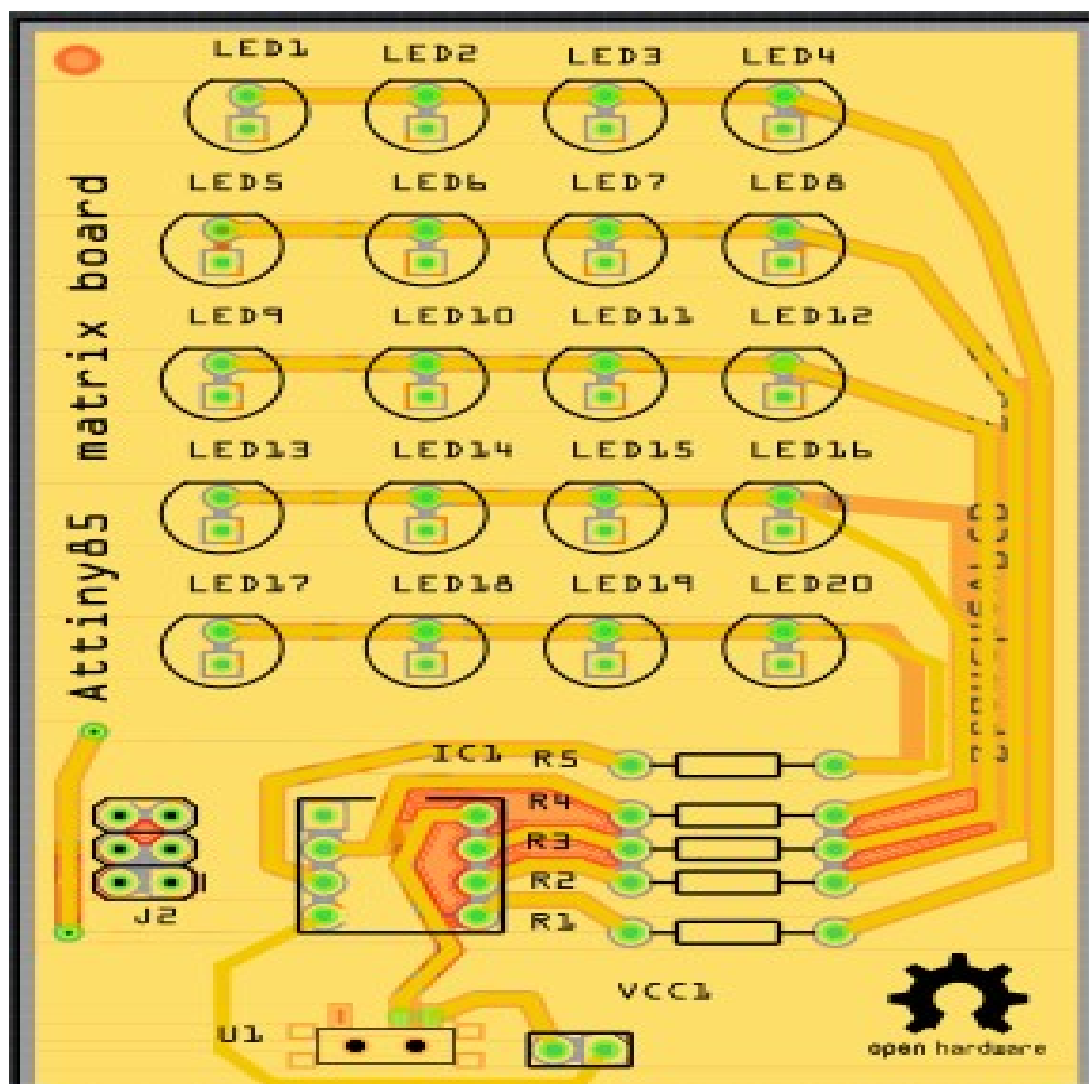 LED1 LED2 LED3 LED4
LED5 LED6 LED7 LED8
LED9 LED10 LED11 LED12
LED13 LED14 LED15 LED16
LED17 LED18 LED19 LED20
Attiny85 matrix board
IC1 R5
R4
R3
R2
R1
J2
VCC1
U1
open hardware